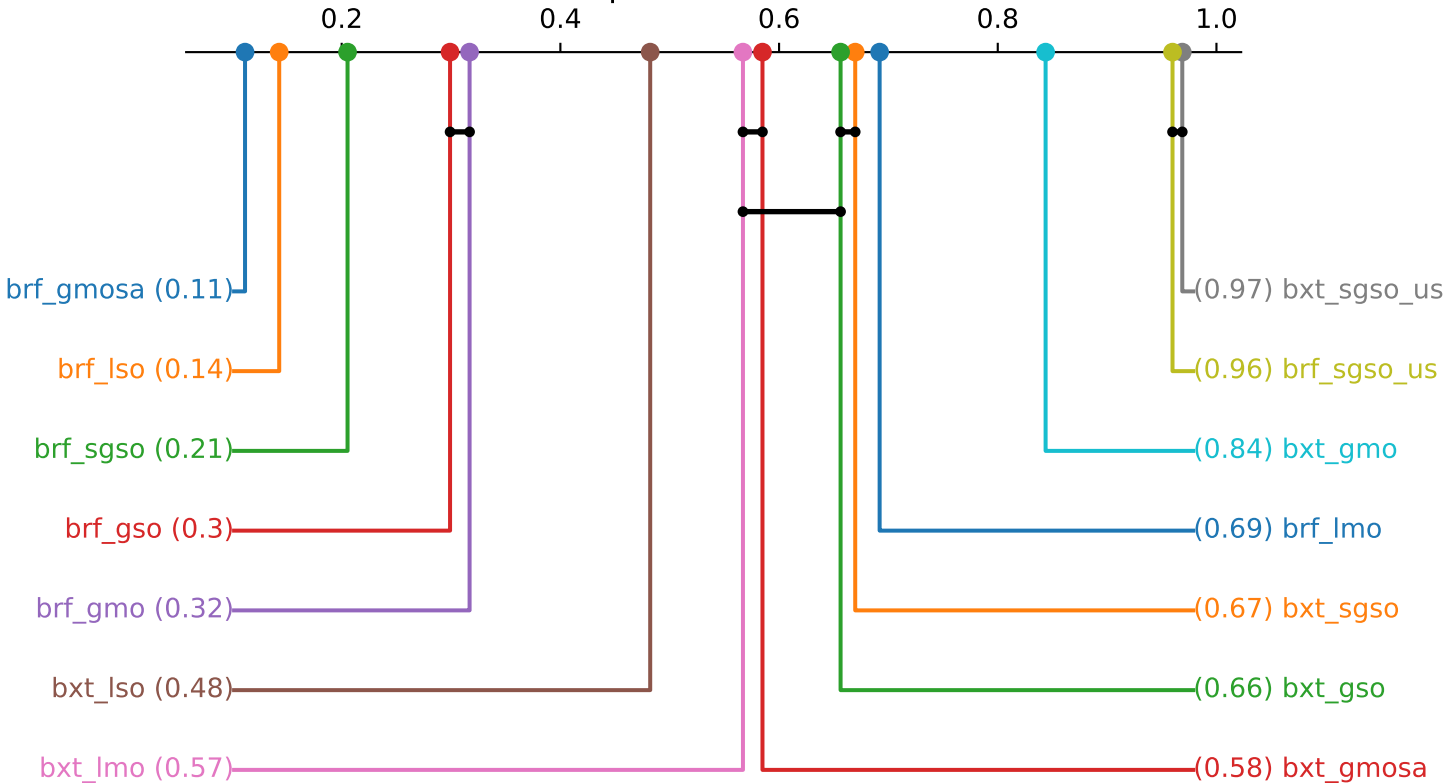 0.2 0.4 0.6 0.8 1.0
brf_gmosa (0.11) (0.97) bxt_sgso_us
brf_lso (0.14) (0.96) brf_sgso_us
brf_sgso (0.21) (0.84) bxt_gmo
brf_gso (0.3) (0.69) brf_lmo
brf_gmo (0.32) (0.67) bxt_sgso
bxt_lso (0.48) (0.66) bxt_gso
bxt_lmo (0.57) (0.58) bxt_gmosa